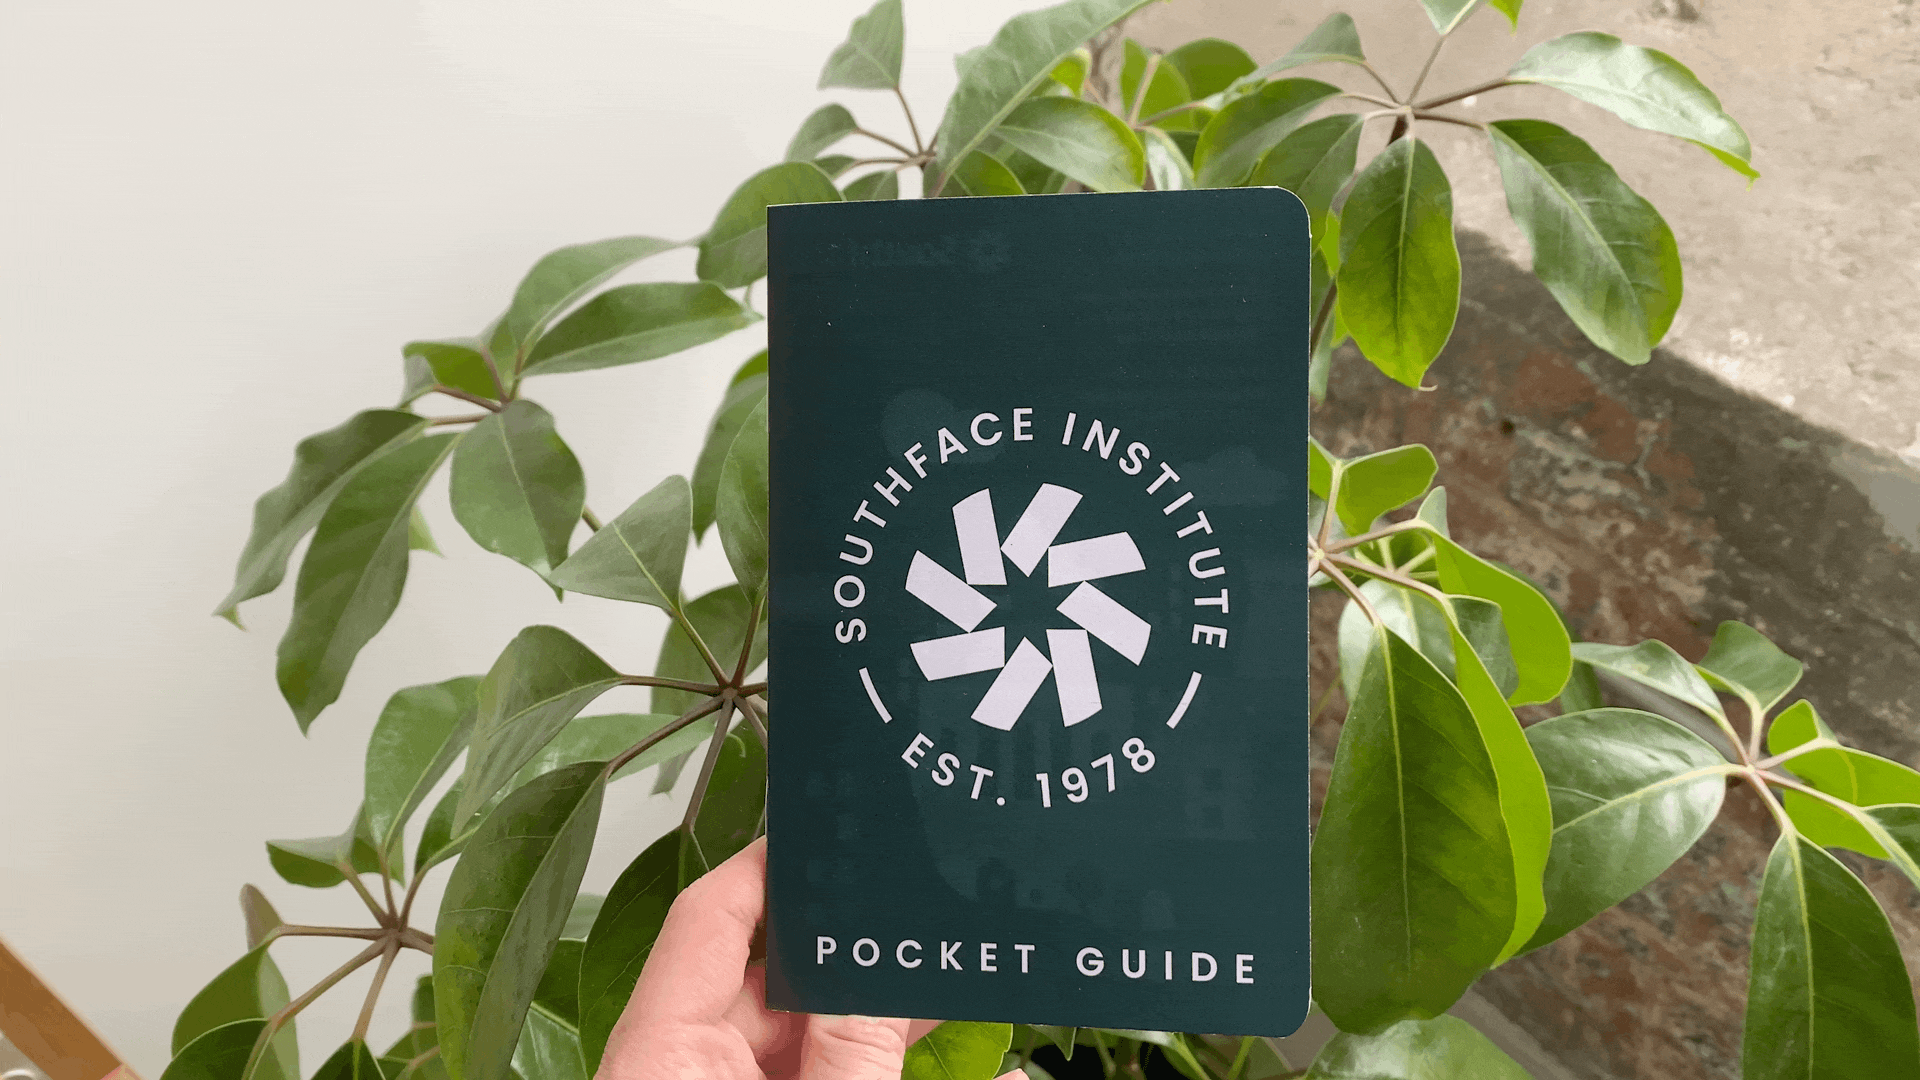 SOUTHFACE INSTITUTE
EST. 1978
POCKET GUIDE